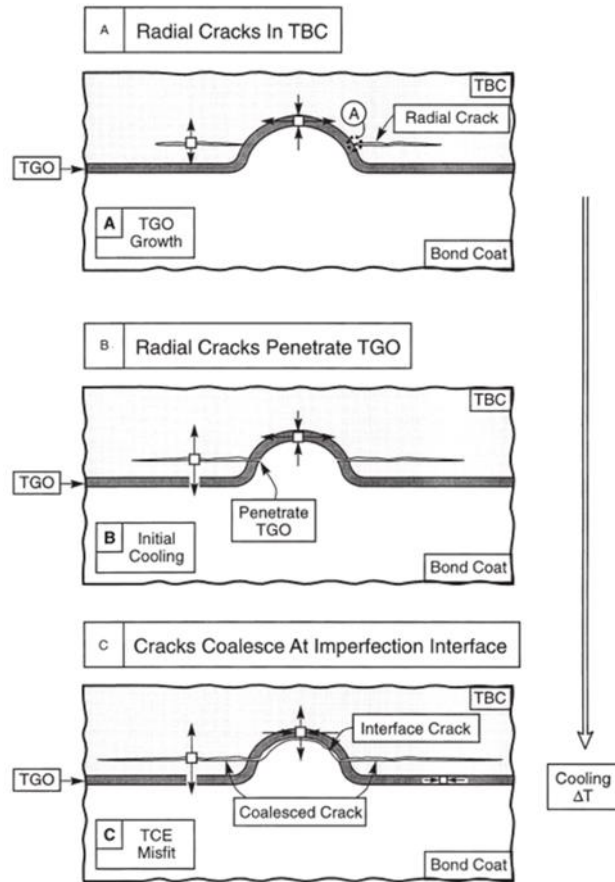 A Radial Cracks In TBC
TBC
A
Radial Crack
TGO
A TGO
Growth
Bond Coat
B. Radial Cracks Penetrate TGO
TBC
TGO
Penetrate
TGO
B Initial
Cooling
Bond Coat
C Cracks Coalesce At Imperfection Interface
TBC
Interface Crack
TGO
Coalesced Crack
Cooling
ΔT
C TCE
Misfit
Bond Coat